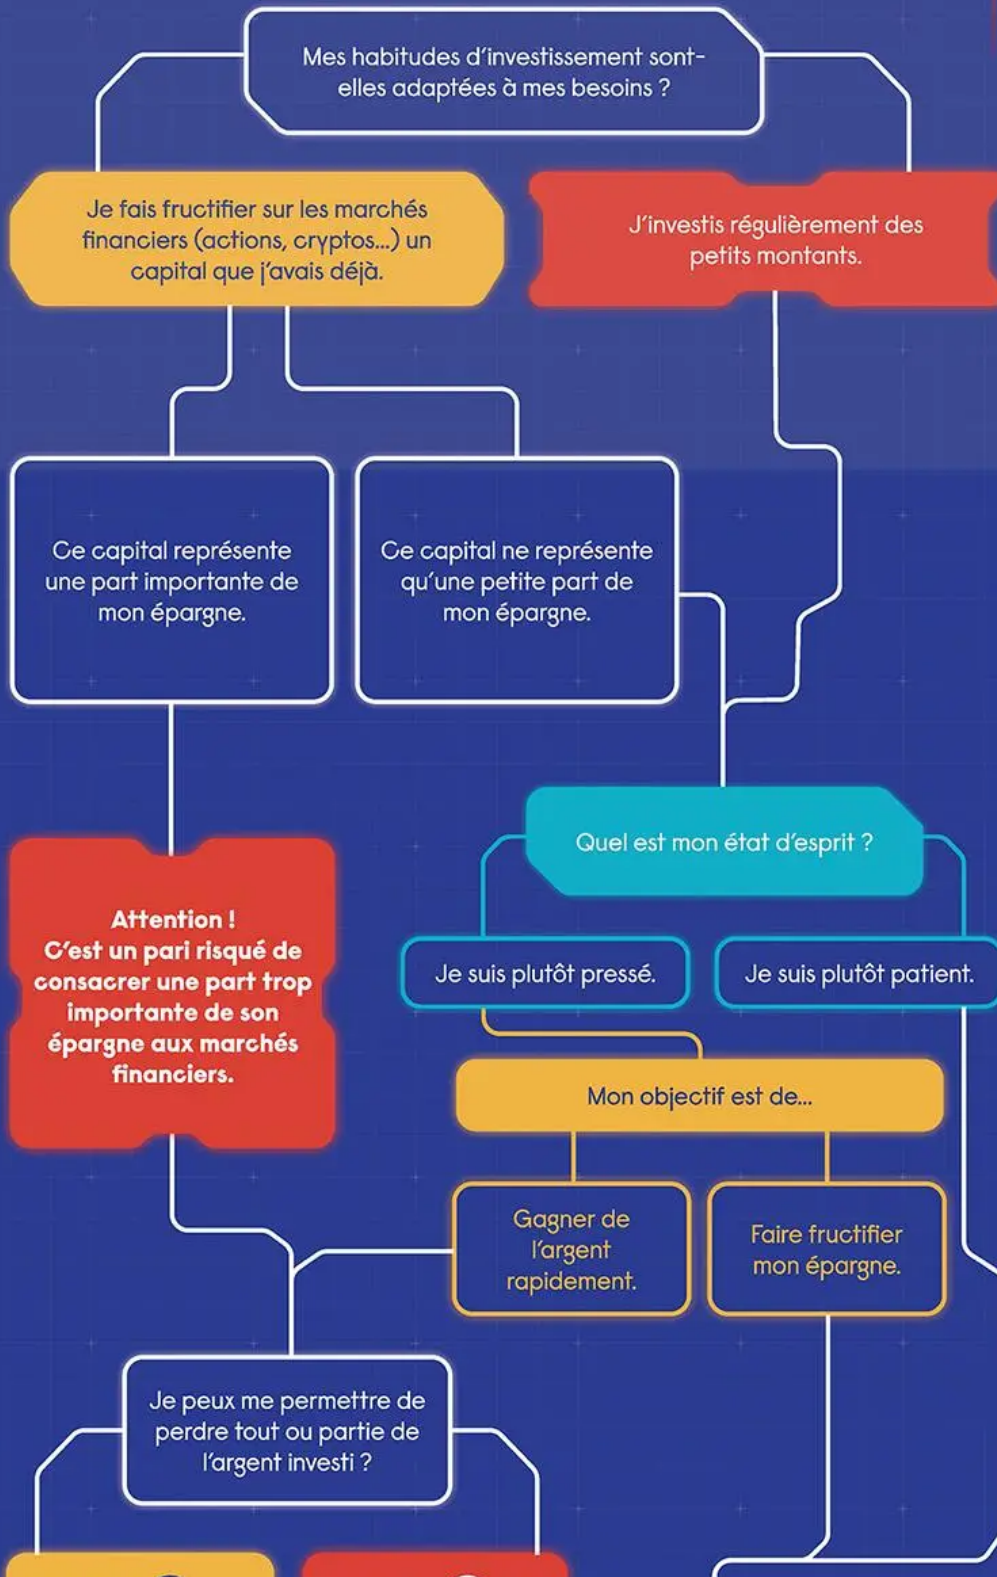 Mes habitudes d'investissement sont-
elles adaptées à mes besoins ?
Je fais fructifier sur les marchés
financiers (actions, cryptos...) un
capital que j'avais déjà.
J'investis régulièrement des
petits montants.
Ce capital représente
une part importante de
mon épargne.
Ce capital ne représente
qu'une petite part de
mon épargne.
Quel est mon état d'esprit ?
Je suis plutôt pressé.
Je suis plutôt patient.
Attention !
C'est un pari risqué de
consacrer une part trop
importante de son
épargne aux marchés
financiers.
Mon objectif est de...
Gagner de
l'argent
rapidement.
Faire fructifier
mon épargne.
Je peux me permettre de
perdre tout ou partie de
l'argent investi ?